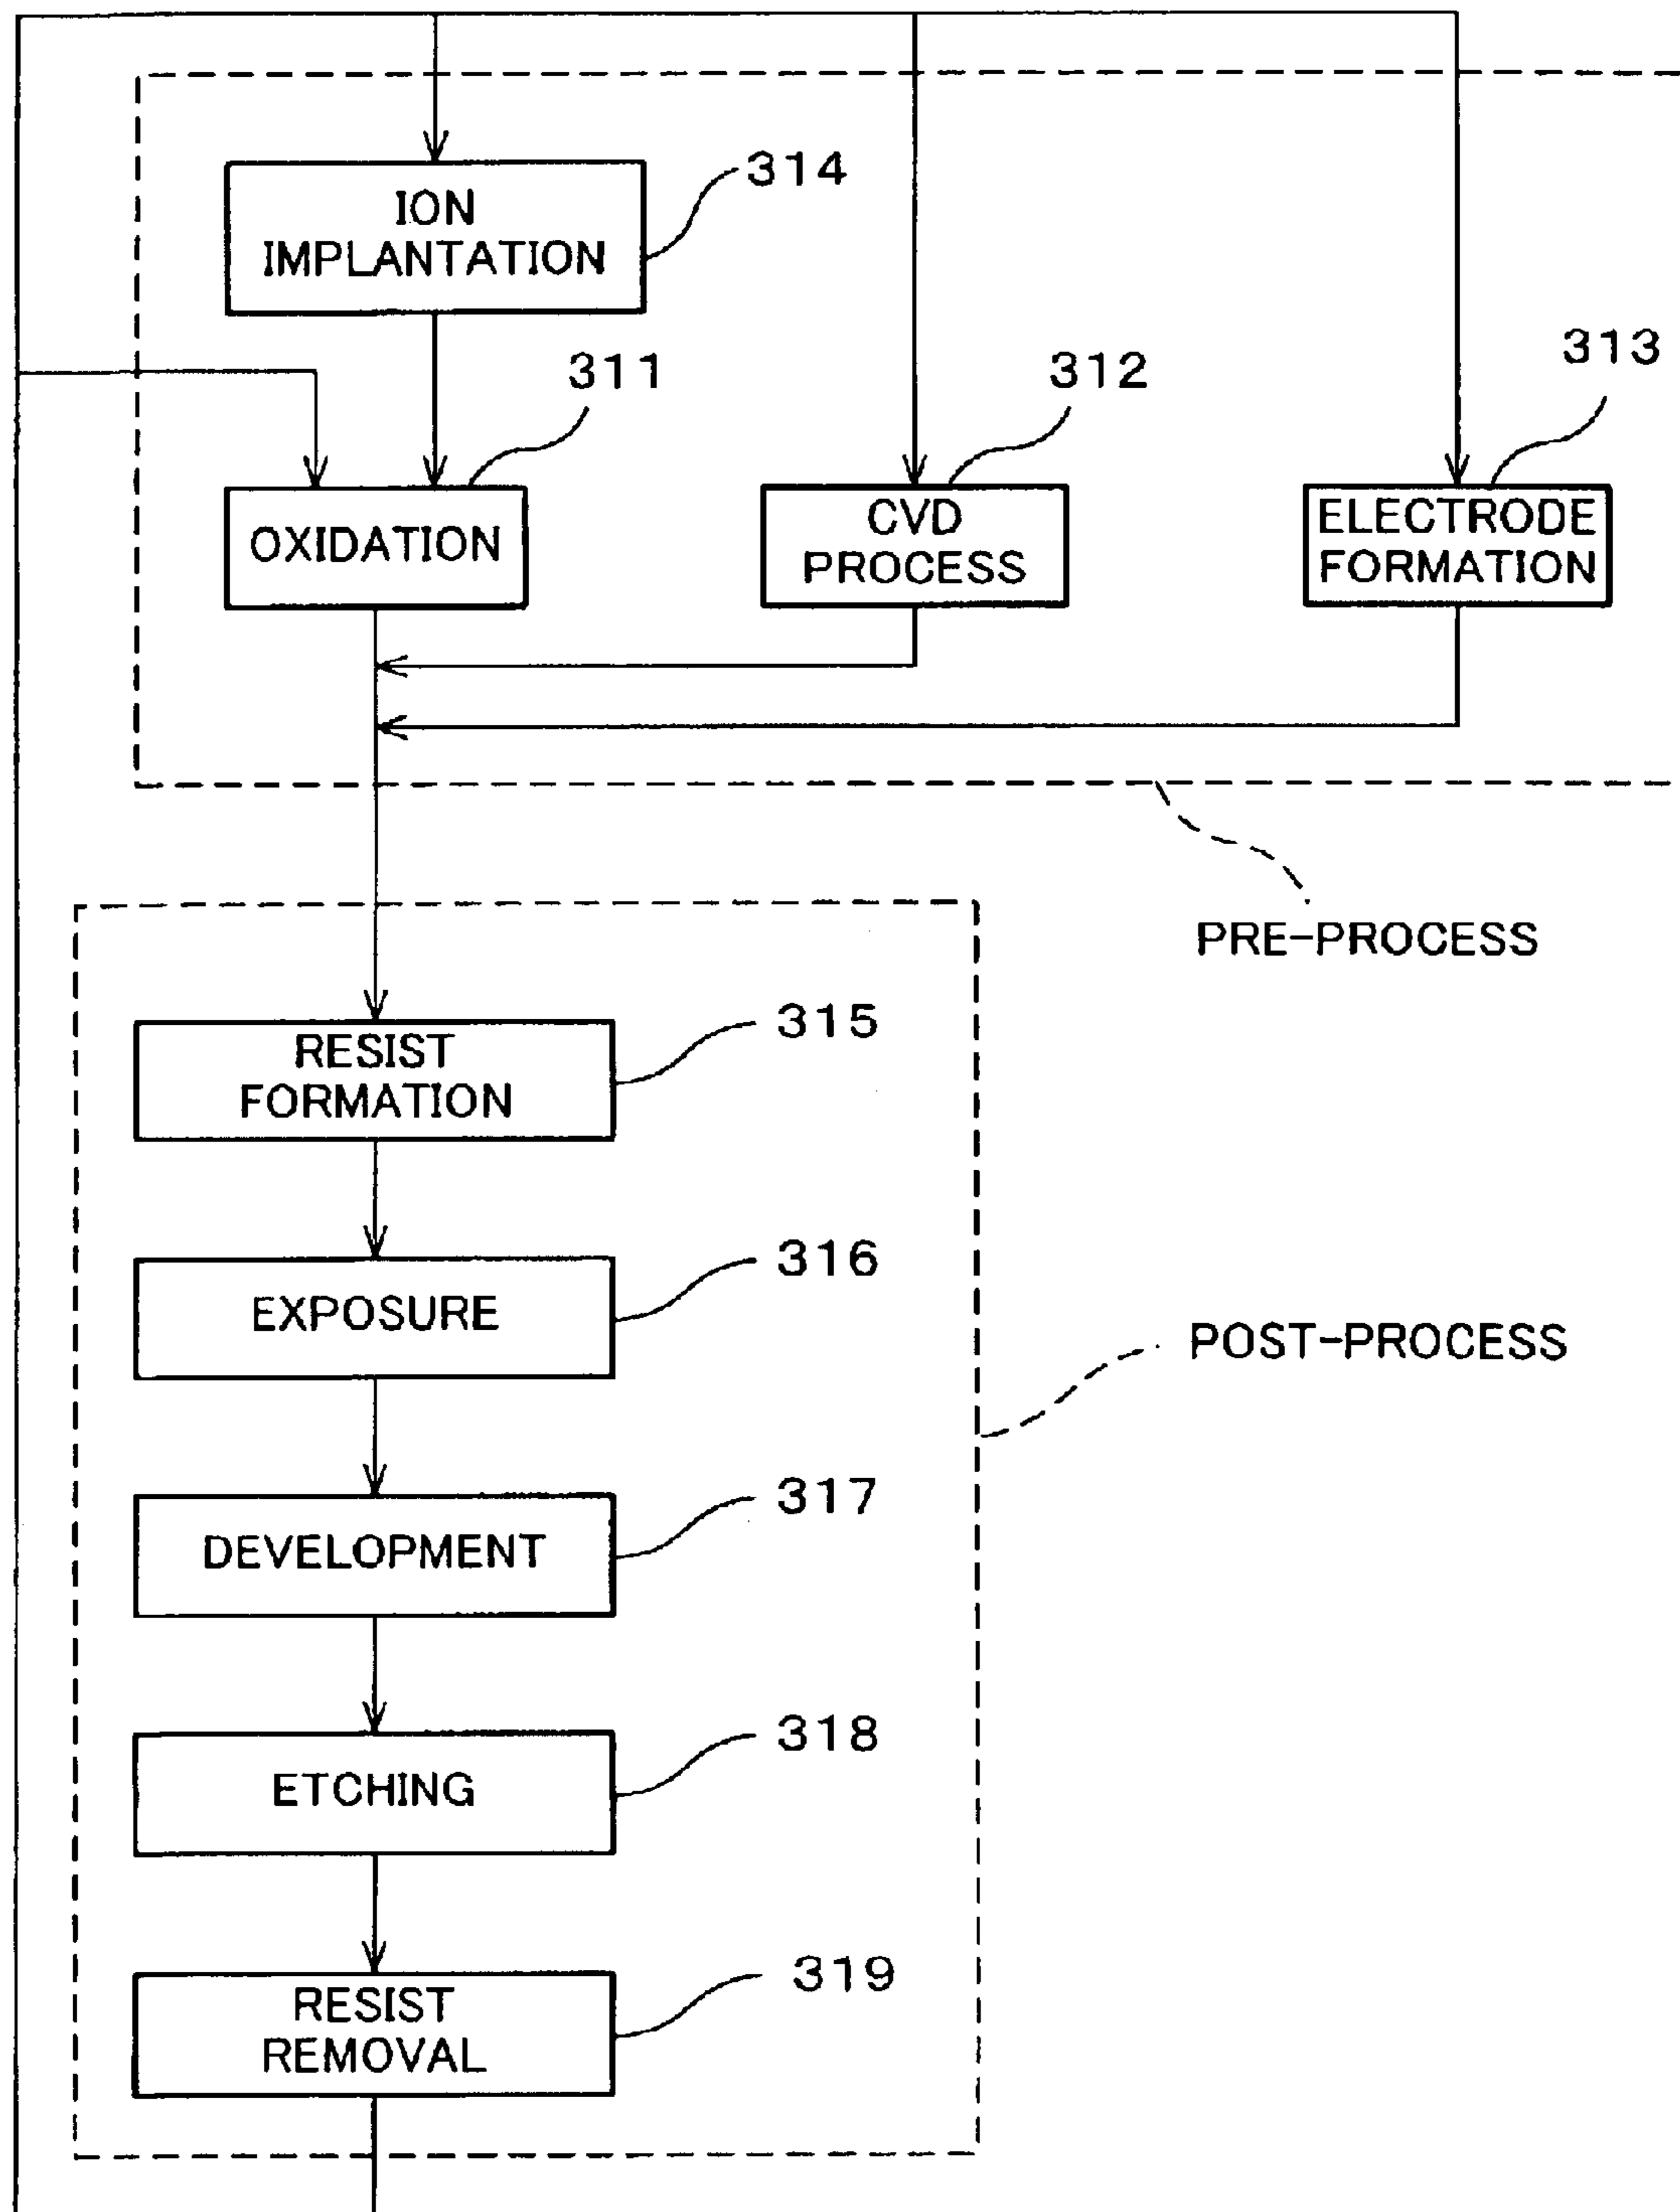 ION
IMPLANTATION
314
311
312
313
OXIDATION
CVD
PROCESS
ELECTRODE
FORMATION
PRE-PROCESS
RESIST
FORMATION
315
EXPOSURE
316
POST-PROCESS
DEVELOPMENT
317
ETCHING
318
RESIST
REMOVAL
319